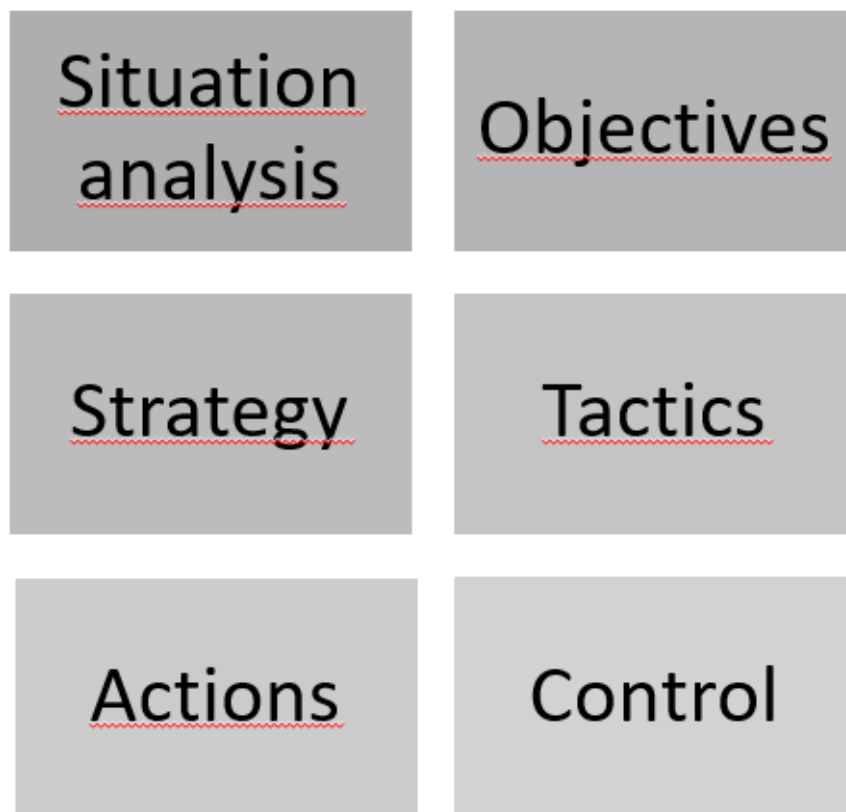 Situation
analysis
Objectives
Strategy
Tactics
Actions
Control